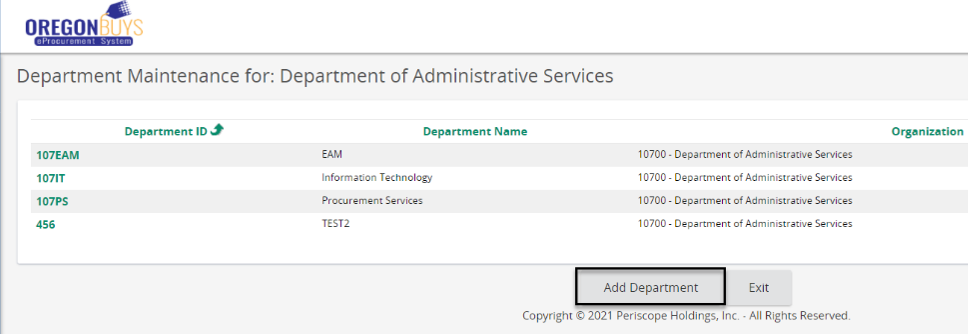 OREGONBUYS
eProcurement System
Department Maintenance for: Department of Administrative Services
Department ID Department Name Organization
107EAM EAM 10700 - Department of Administrative Services
107IT Information Technology 10700 - Department of Administrative Services
107PS Procurement Services 10700 - Department of Administrative Services
456 TEST2 10700 - Department of Administrative Services
Add Department Exit
Copyright © 2021 Periscope Holdings, Inc. - All Rights Reserved.